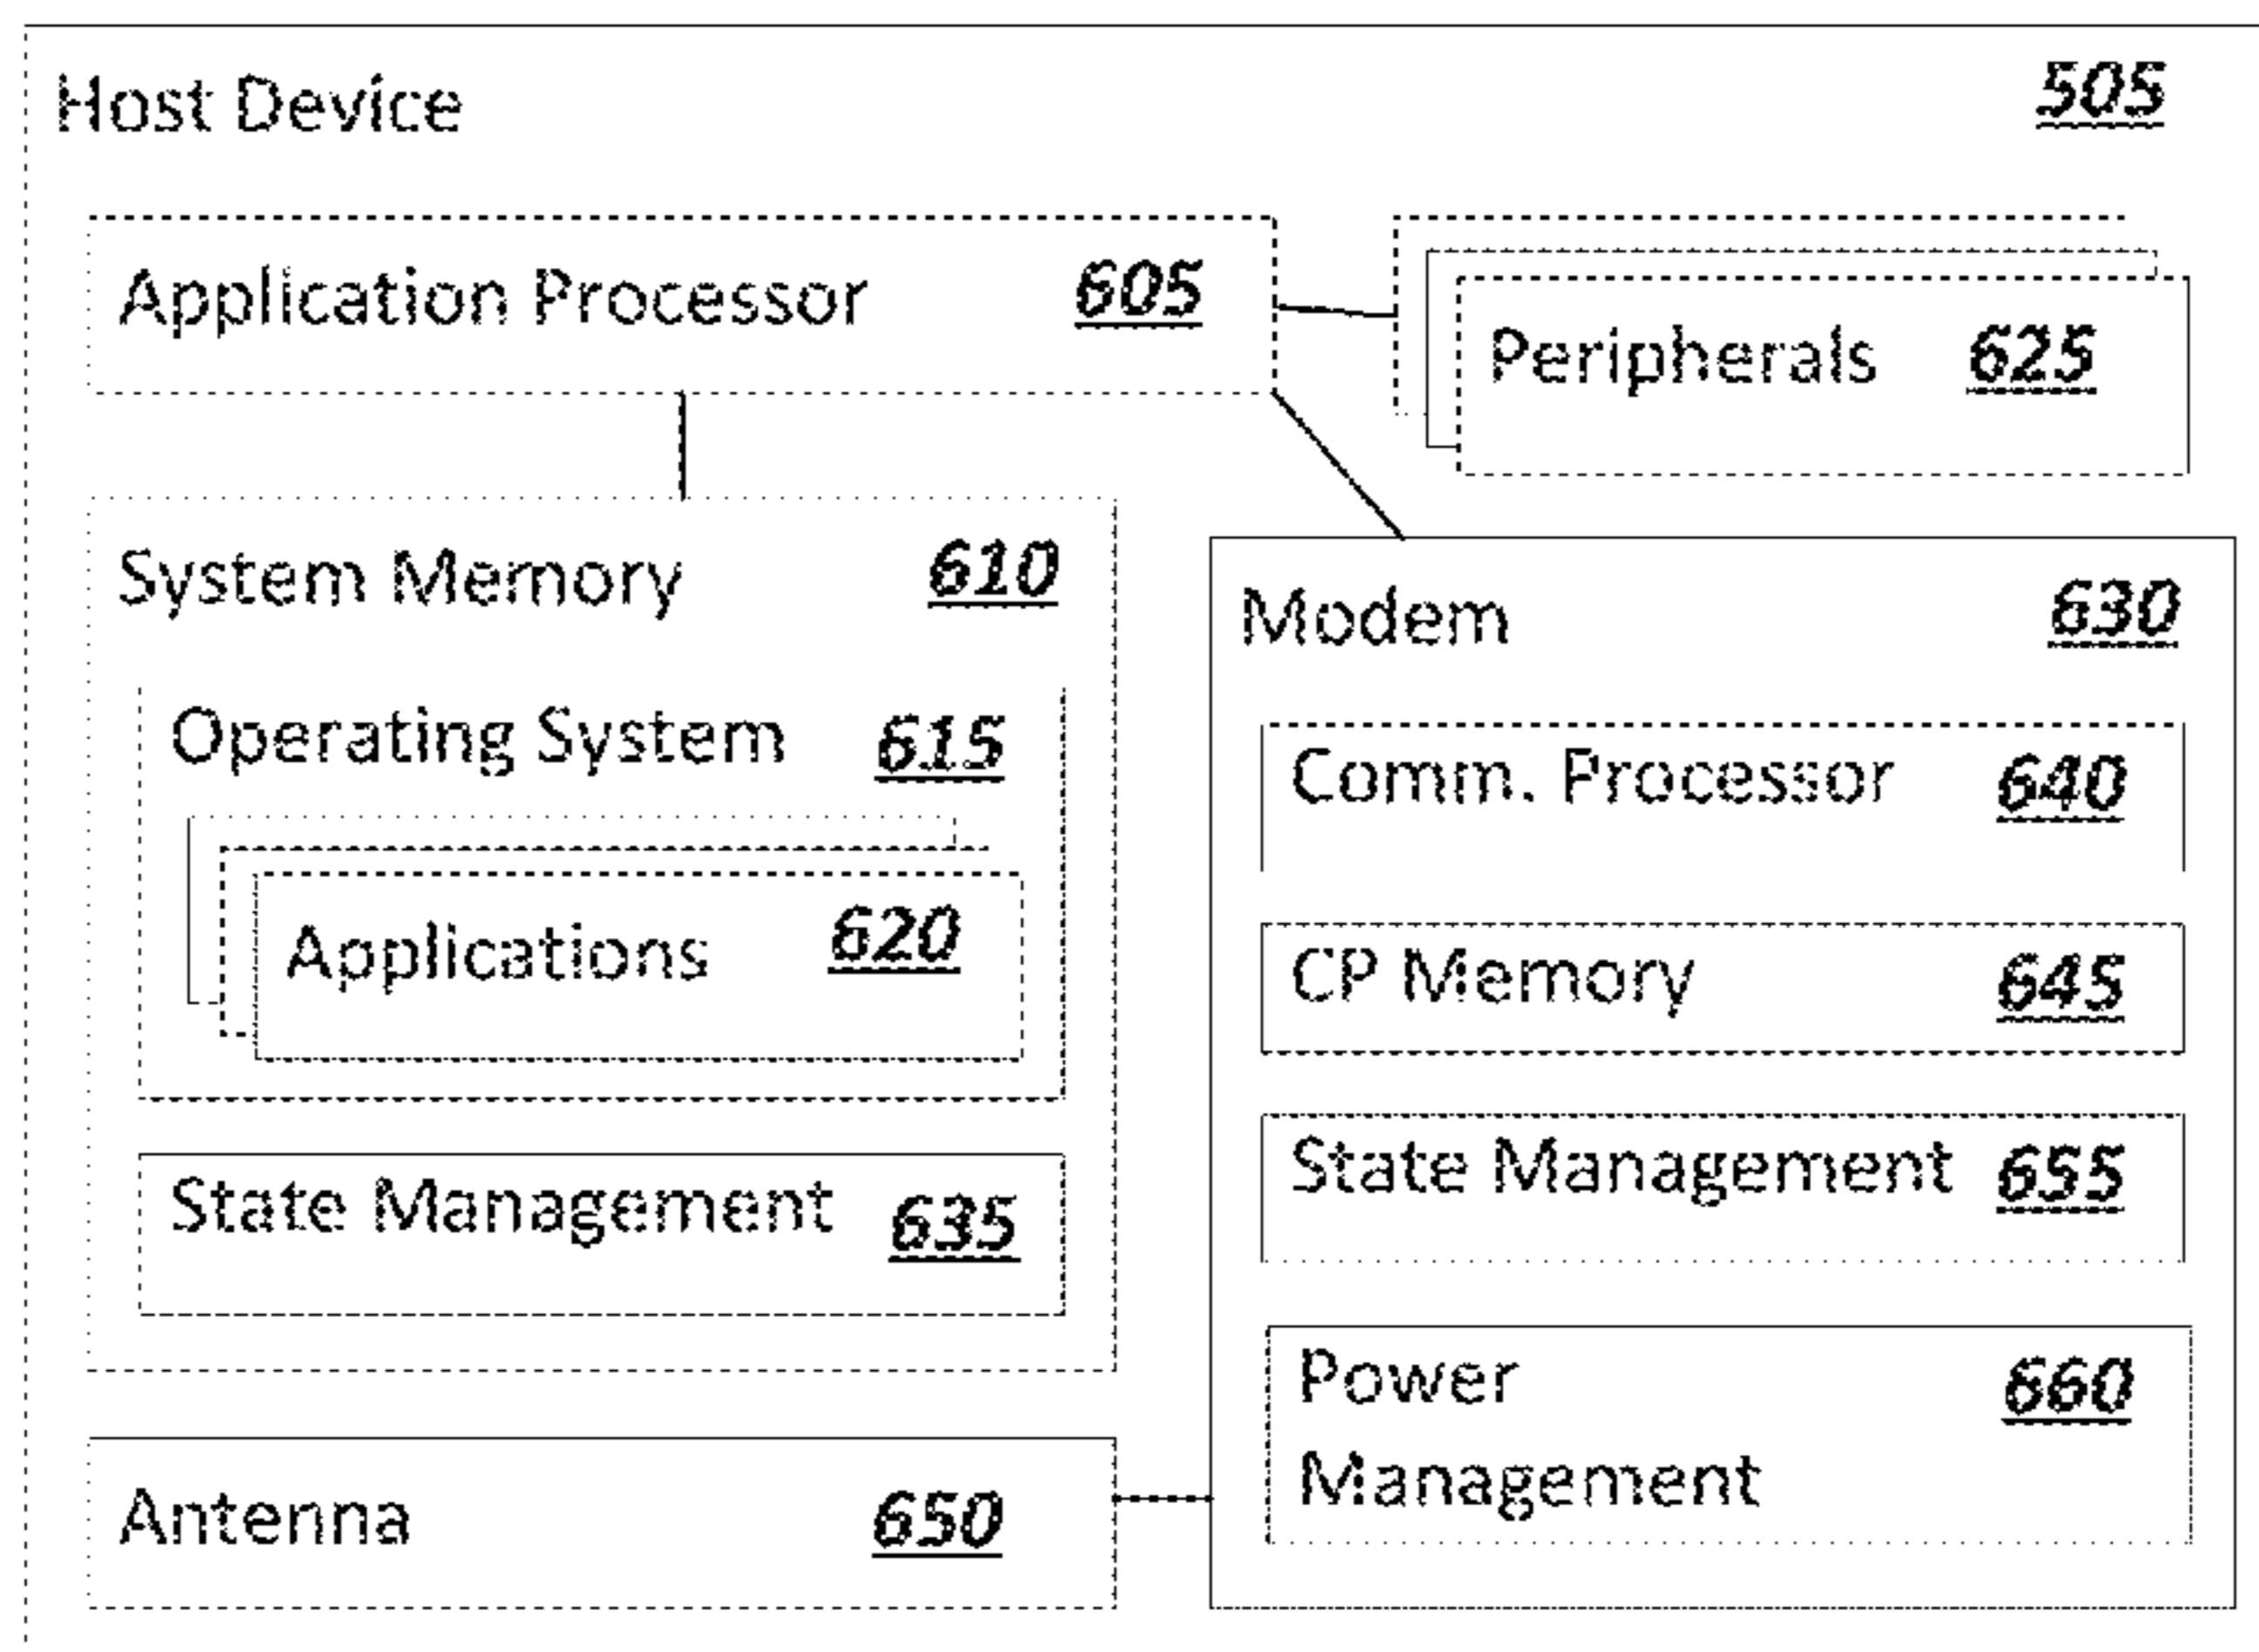 Host Device 505
Application Processor 605
Peripherals 625
System Memory 610
Operating System 615
Applications 620
State Management 635
Antenna 650
Modem 630
Comm. Processor 640
CP Memory 645
State Management 655
Power 660
Management